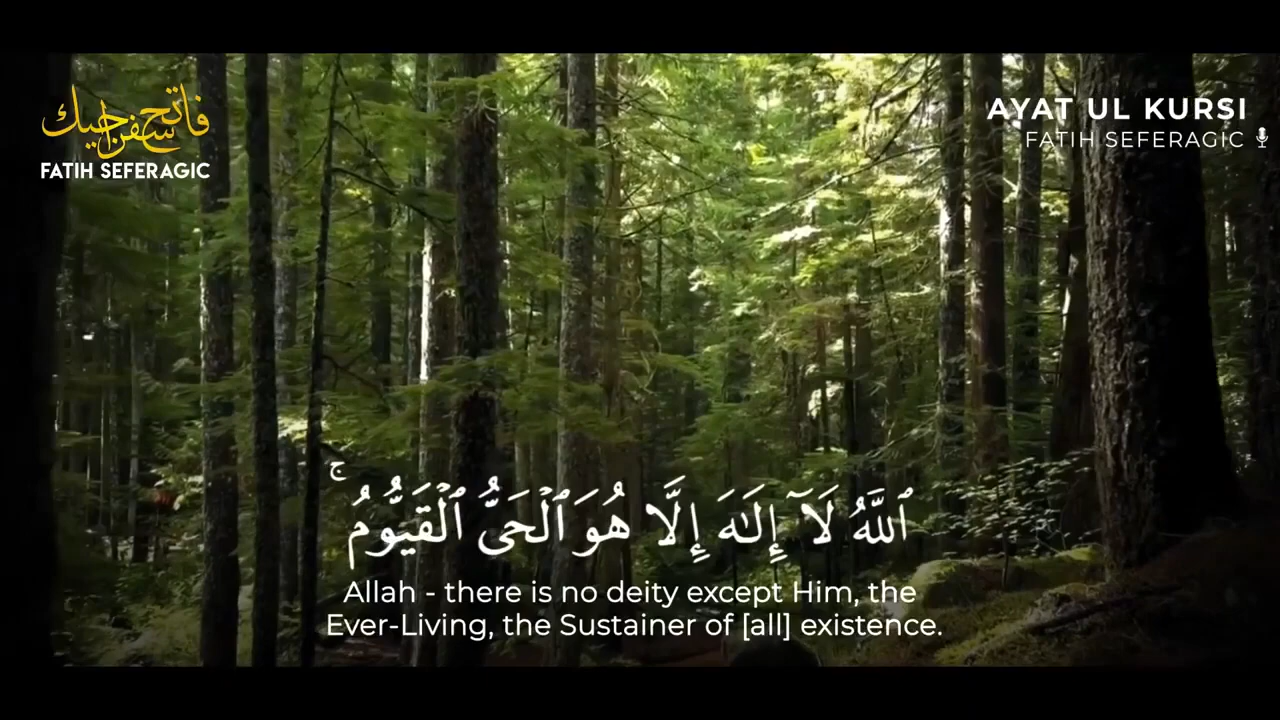 فاتح سفراجيك
FATIH SEFERAGIC
AYAT UL KURSI
FATIH SEFERAGIC
ٱللَّهُ لَآ إِلَـٰهَ إِلَّا هُوَ ٱلْحَىُّ ٱلْقَيُّومُ ۚ
Allah - there is no deity except Him, the
Ever-Living, the Sustainer of [all] existence.